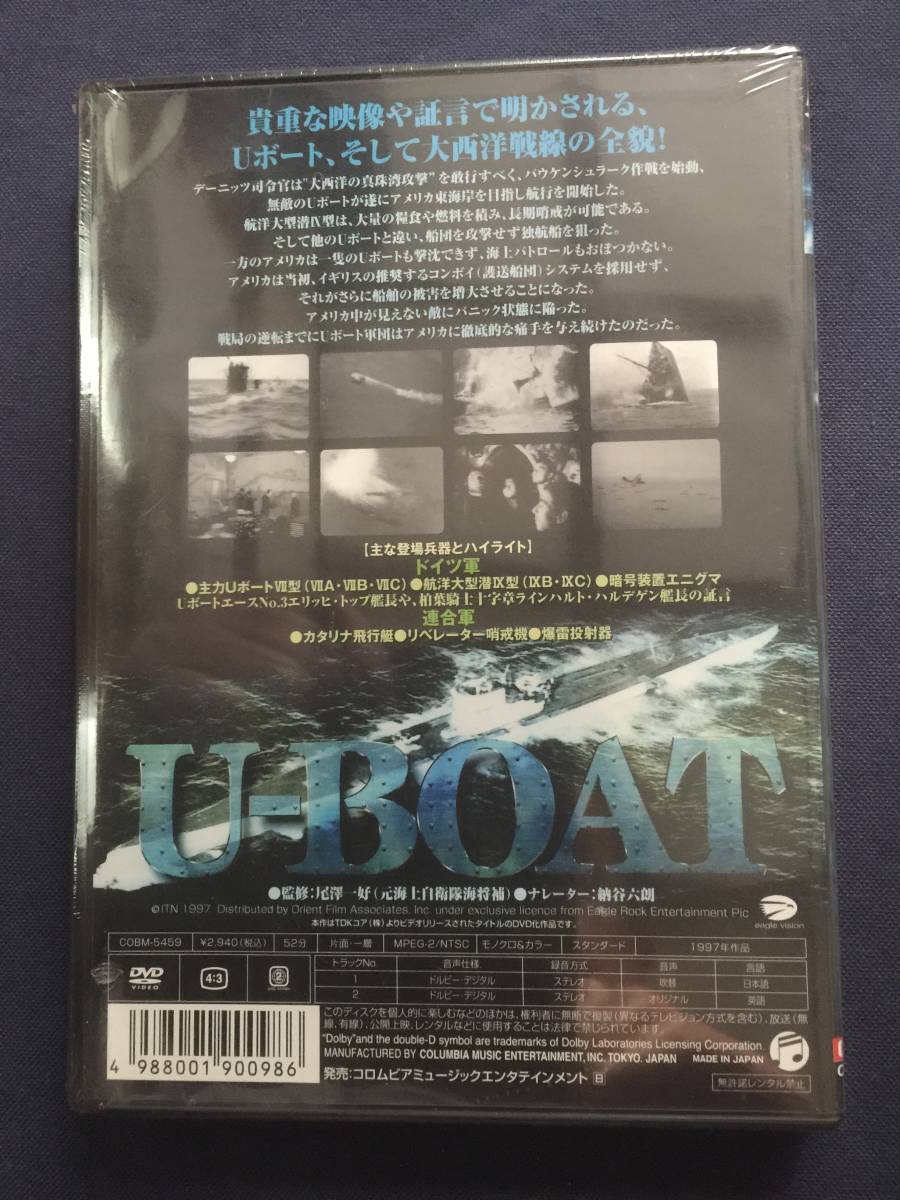 貴重な映像や証言で明かされる、
Uボート、そして大西洋戦線の全貌!
デーニッツ司令官は"大西洋の真珠湾攻撃"を敢行すべく、パウケンシュラーク作戦を始動、
無敵のUボートが遂にアメリカ東海岸を目指し航行を開始した。
航洋大型潜Ⅸ型は、大量の糧食や燃料を積み、長期哨戒が可能である。
そして他のUボートと違い、船団を攻撃せず独航船を狙った。
一方のアメリカは一隻のUボートも撃沈できず、海上パトロールもおぼつかない。
アメリカは当初、イギリスの推奨するコンボイ(護送船団)システムを採用せず、
それがさらに船舶の被害を増大させることになった。
アメリカ中が見えない敵にパニック状態に陥った。
戦局の逆転までにUボート軍団はアメリカに徹底的な痛手を与え続けたのだった。
【主な登場兵器とハイライト】
ドイツ軍
●主力UボートⅦ型(ⅦA・ⅦB・ⅦC)●航洋大型潜Ⅸ型(ⅨB・ⅨC)●暗号装置エニグマ
UボートエースNo.3エリッヒ・トップ艦長や、柏葉騎士十字章ラインハルト・ハルデゲン艦長の証言
連合軍
●カタリナ飛行艇●リベレーター哨戒機●爆雷投射器
U-BOAT
●監修:尾澤一好(元海上自衛隊海将補)●ナレーター:納谷六朗
©ITN 1997 Distributed by Orient Film Associates. Inc. under exclusive licence from Eagle Rock Entertainment Plc
eagle vision
本作はTDKコア(株)よりビデオリリースされたタイトルのDVD化作品です。
COBM-5459 ¥2,940(税込) 52分 片面・一層 MPEG-2/NTSC モノクロ&カラー スタンダード 1997年作品
DVD VIDEO 4:3 2
トラックNo 音声仕様 録音方式 音声 言語
1 ドルビーデジタル ステレオ 吹替 日本語
2 ドルビーデジタル ステレオ オリジナル 英語
このディスクを個人的に楽しむなどのほかは、権利者に無断で複製(異なるテレビジョン方式を含む)、放送(無
線、有線)、公開上映、レンタルなどに使用することは法律で禁じられています。
"Dolby"and the double-D symbol are trademarks of Dolby Laboratories Licensing Corporation.
MANUFACTURED BY COLUMBIA MUSIC ENTERTAINMENT, INC. TOKYO. JAPAN MADE IN JAPAN
発売:コロムビアミュージックエンタテインメント 日
無許諾レンタル禁止
4 988001 900986